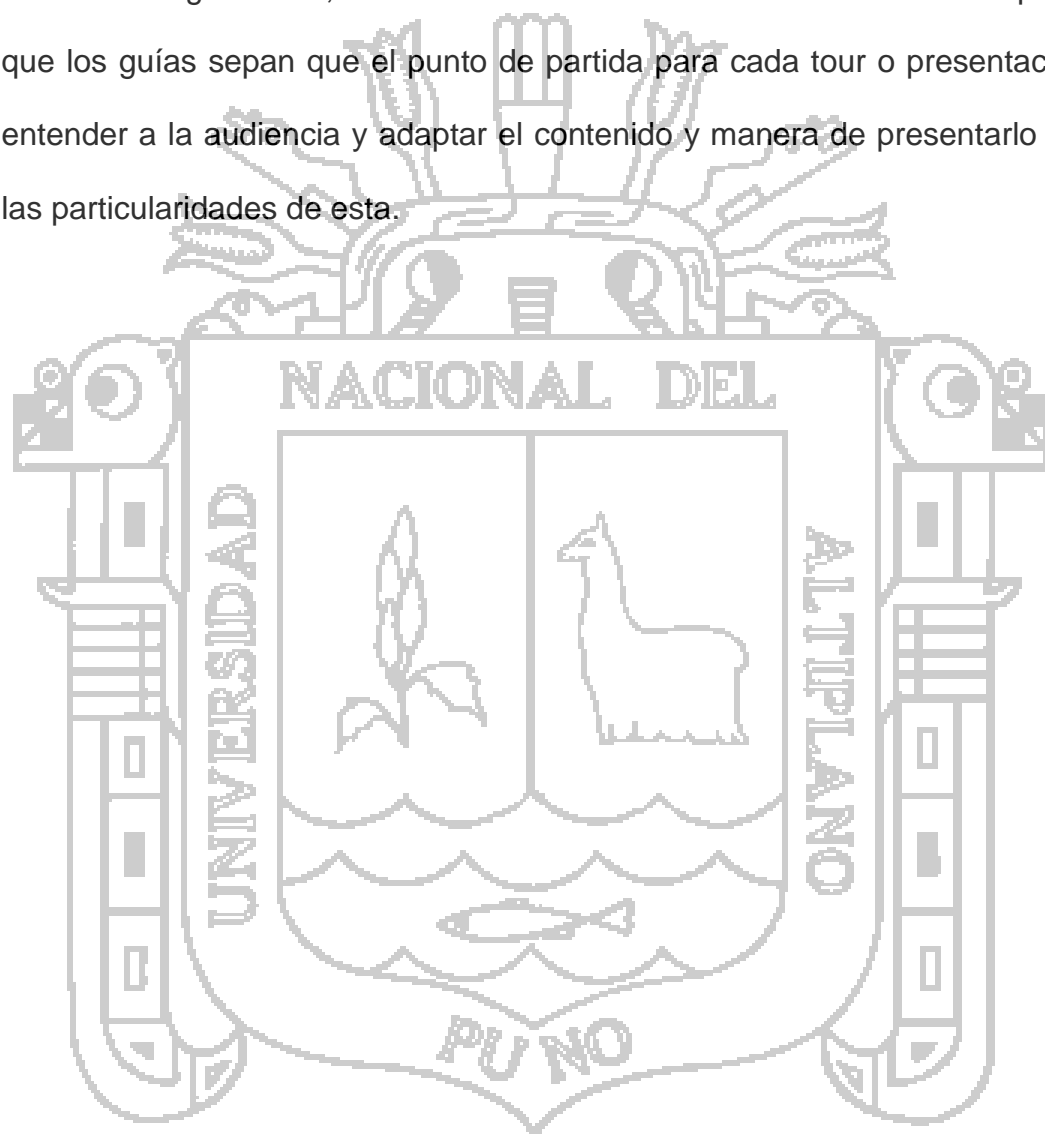 que los guías sepan que el punto de partida para cada tour o presentac
entender a la audiencia y adaptar el contenido y manera de presentarlo
las particularidades de esta.
NACIONAL DEL
UNIVERSIDAD
ALTIPLANO
PUNO